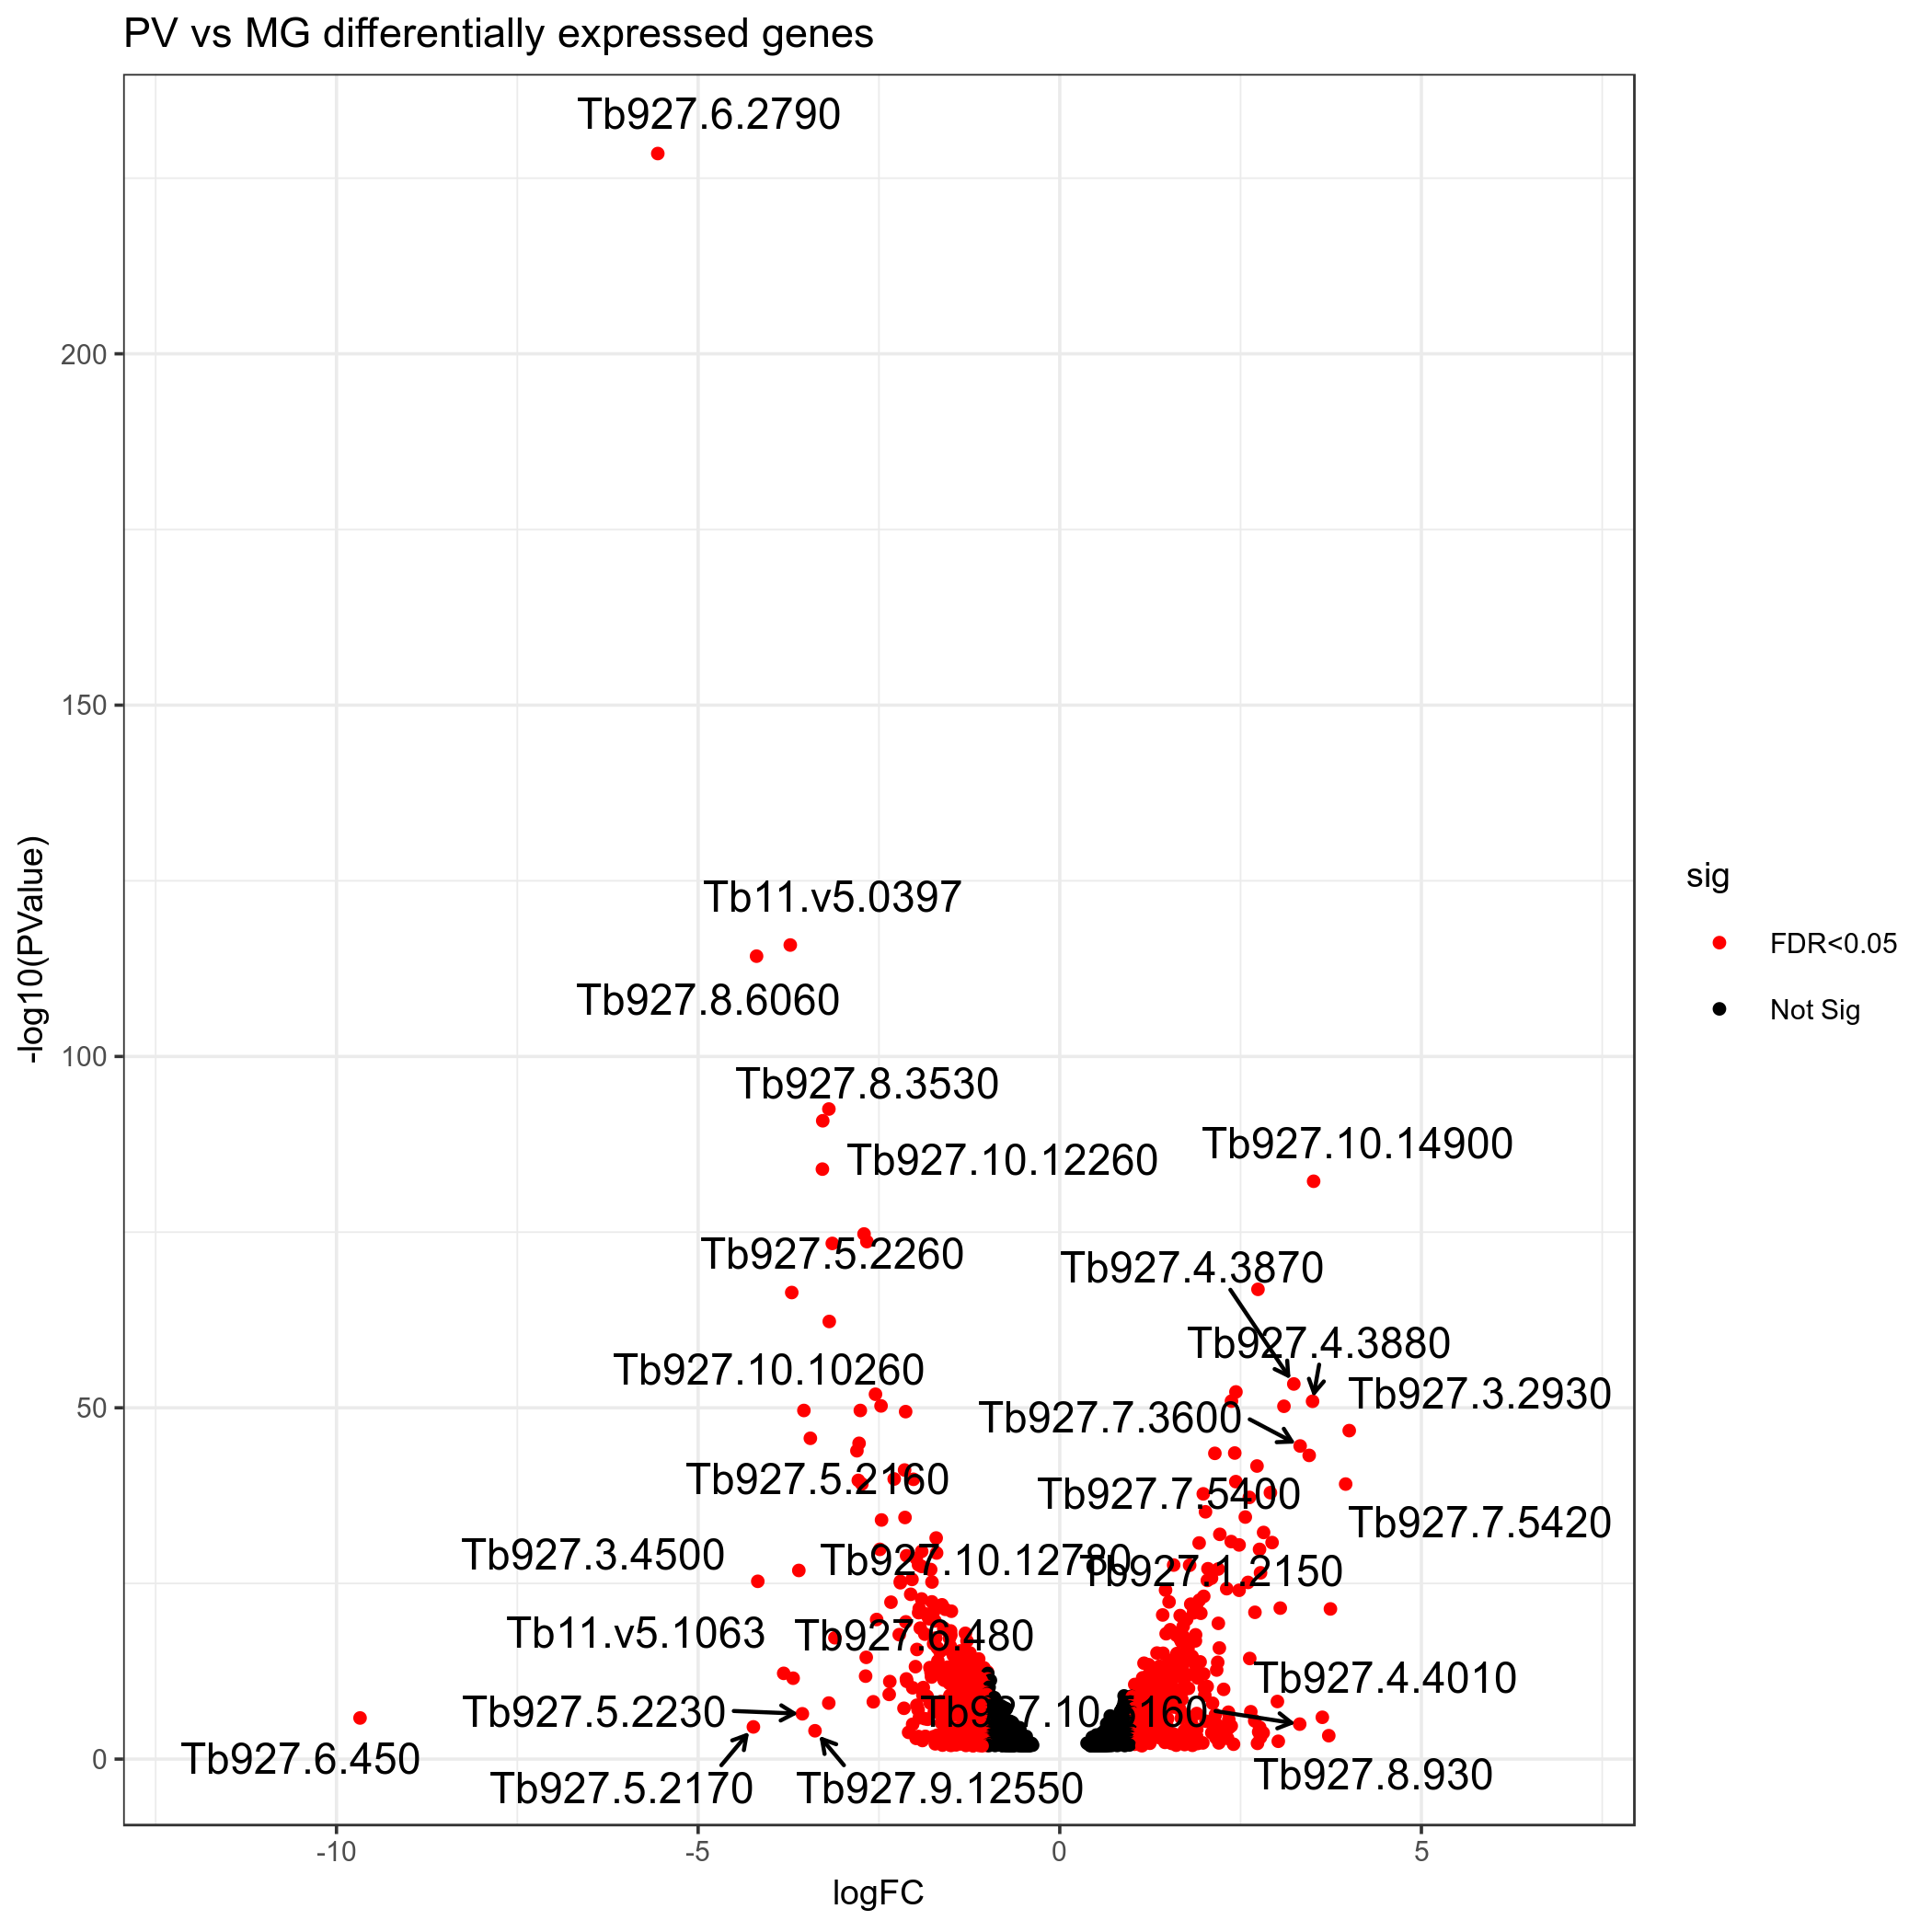 PV vs MG differentially expressed genes
Tb927.6.2790
200
150
Tb11.v5.0397
sig
-log10(PValue)
FDR<0.05
Tb927.8.6060
Not Sig
100
Tb927.8.3530
Tb927.10.14900
Tb927.10.12260
Tb927.5.2260
Tb927.4.3870
Tb927.4.3880
Tb927.10.10260
Tb927.3.2930
50
Tb927.7.3600
Tb927.5.2160
Tb927.7.5400
Tb927.7.5420
Tb927.3.4500
Tb927.10.12780
Tb927.1.2150
Tb11.v5.1063
Tb927.6.480
Tb927.4.4010
Tb927.5.2230
Tb927.10.5160
0
Tb927.6.450
Tb927.8.930
Tb927.5.2170
Tb927.9.12550
-10
-5
0
5
logFC